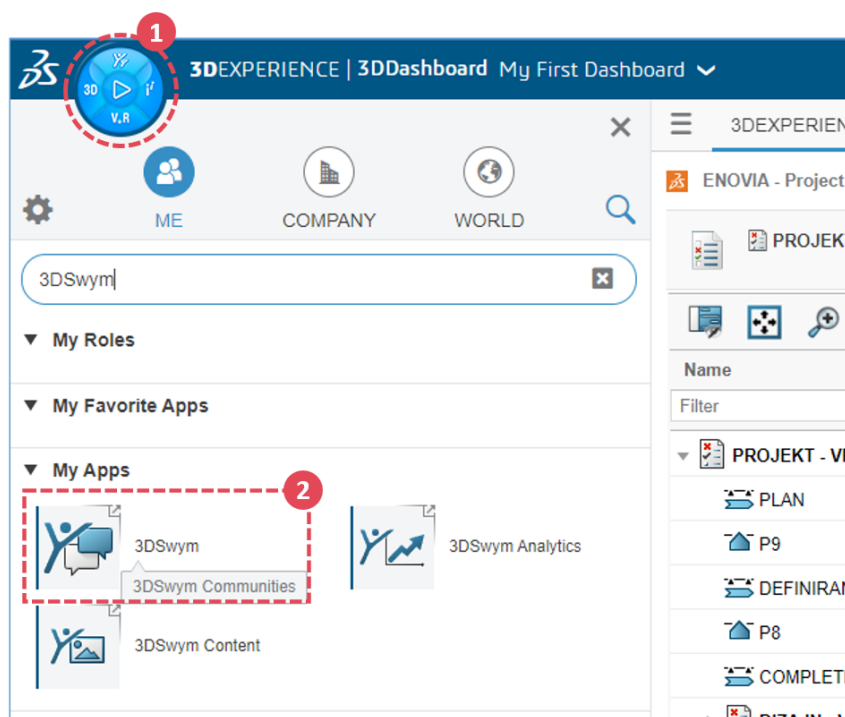 1
3DEXPERIENCE | 3DDashboard My First Dashboard
3D
V.R
3DEXPERIEN
ENOVIA - Project
ME
COMPANY
WORLD
PROJEK
3DSwym
My Roles
Name
My Favorite Apps
Filter
PROJEKT - V
My Apps
2
PLAN
3DSwym
3DSwym Analytics
P9
3DSwym Communities
DEFINIRAN
P8
3DSwym Content
COMPLET